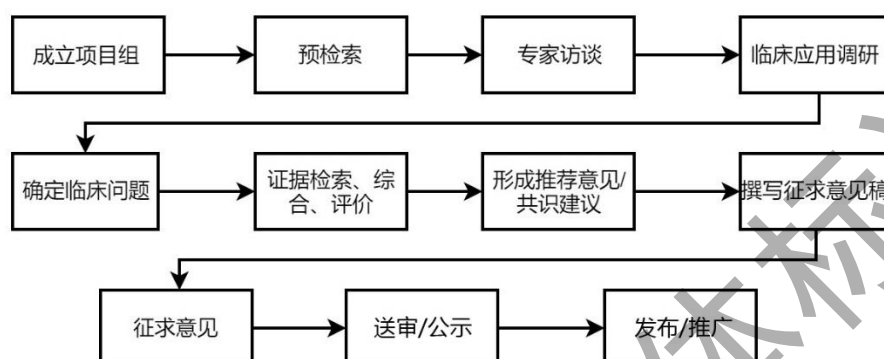 成立项目组
预检索
专家访谈
临床应用调研
确定临床问题
证据检索、综
合、评价
形成推荐意见/
共识建议
撰写征求意见稿
征求意见
送审/公示
发布/推广
体标